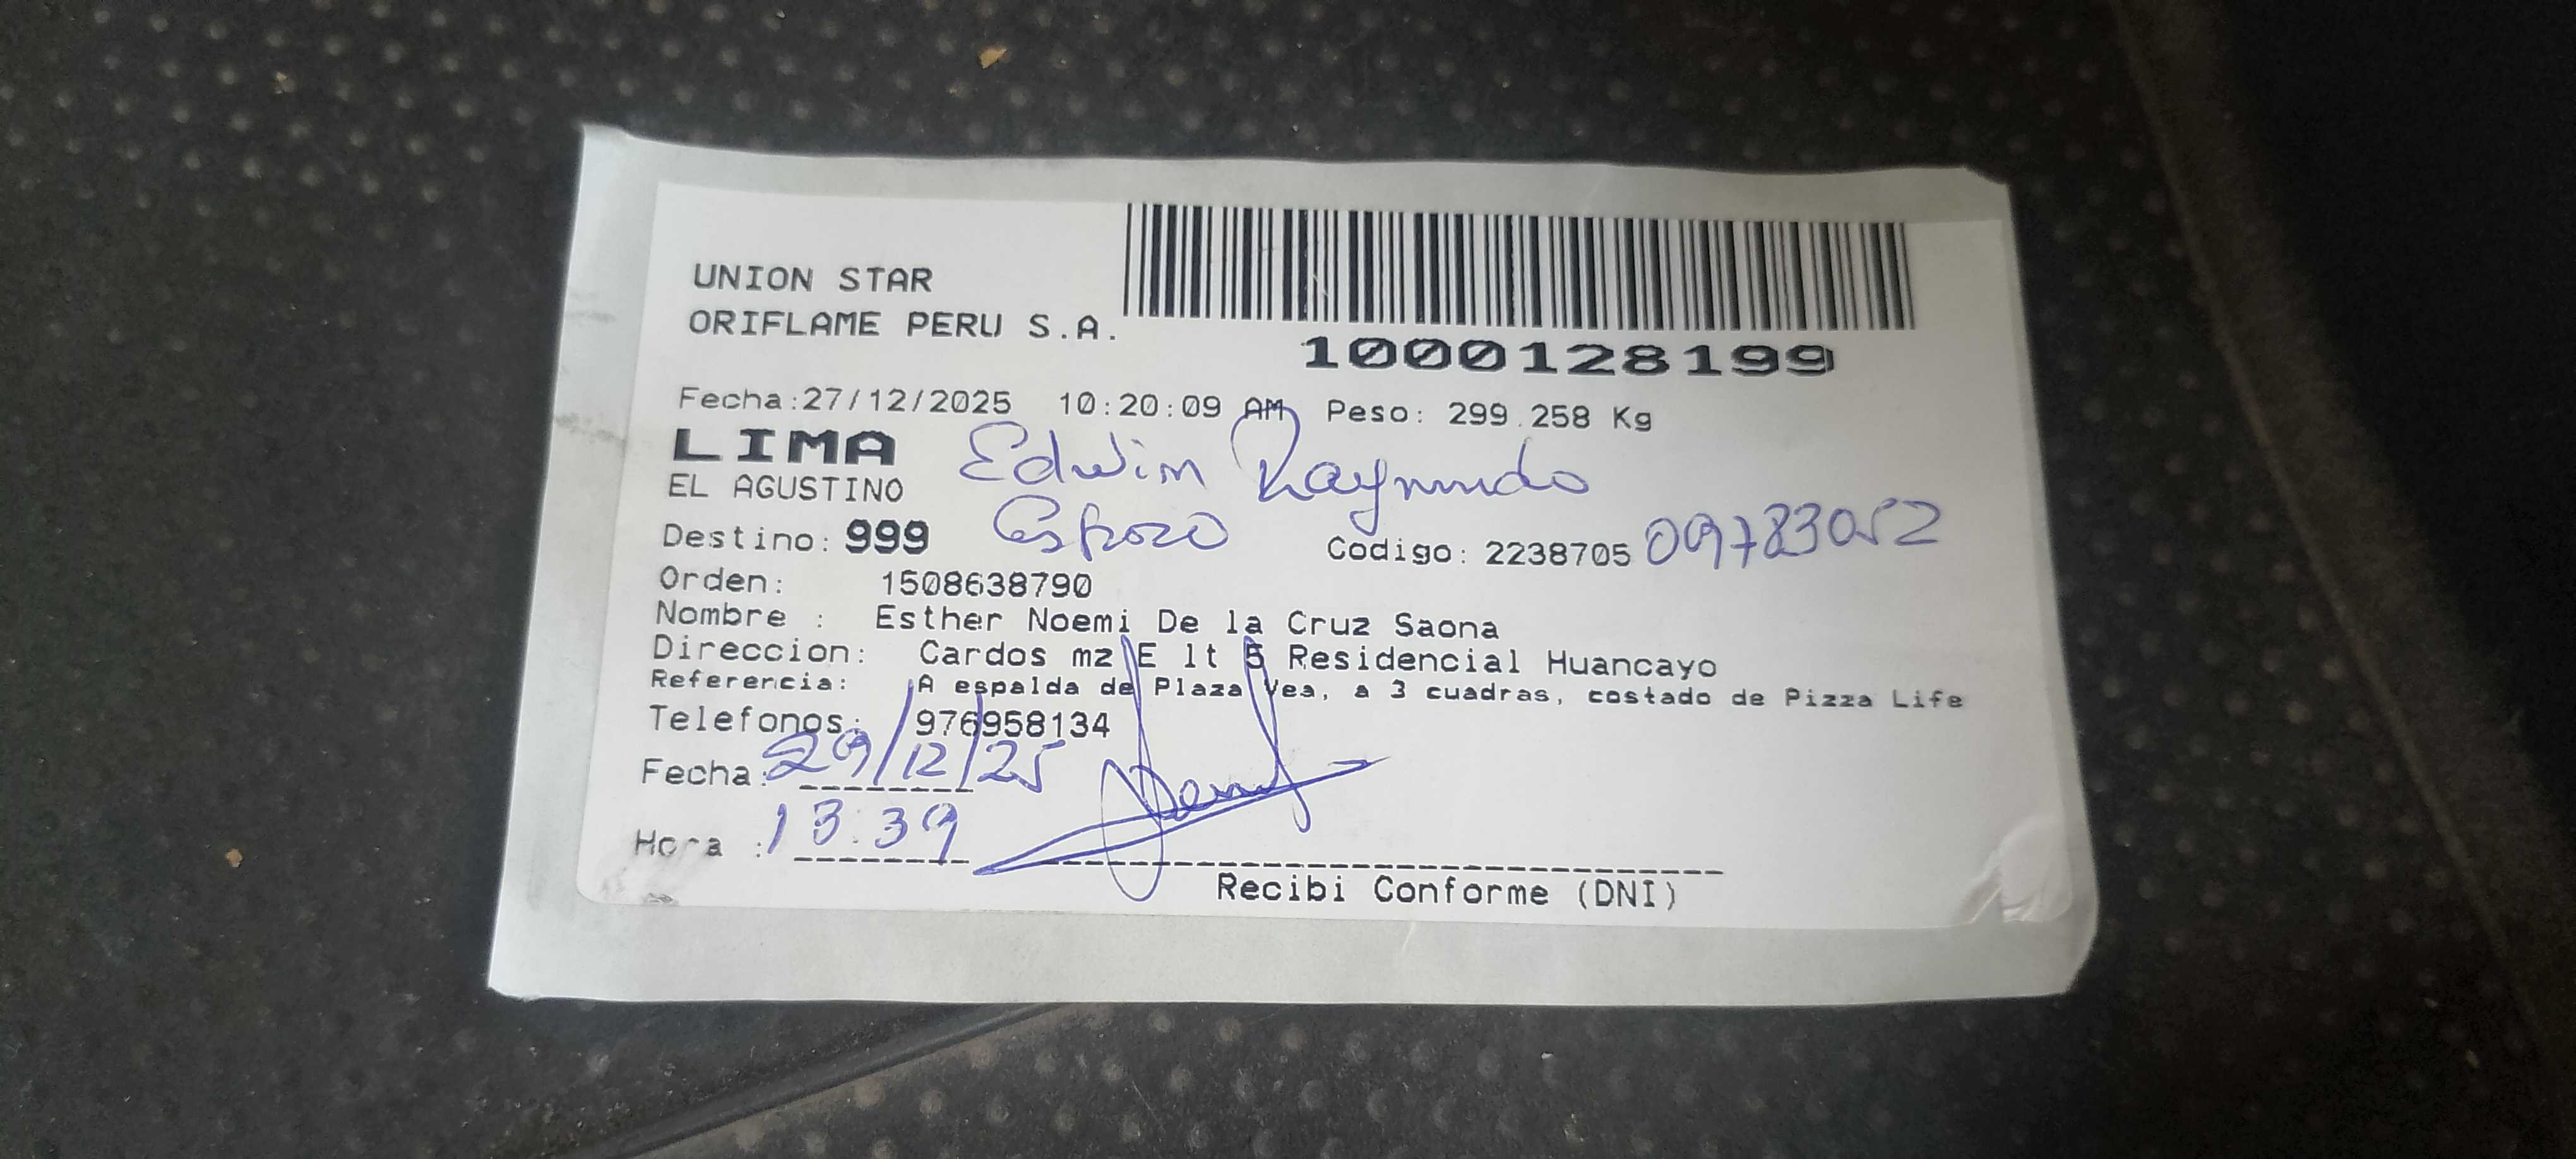 UNION STAR
ORIFLAME PERU S.A.
1000128199
Fecha:27/12/2025 10:20:09 AM Peso: 299.258 Kg
LIMA
EL AGUSTINO
Edwin Raymundo
Destino: 999
Codigo: 2238705 09783052
Orden: 1508638790
Nombre : Esther Noemi De la Cruz Saona
Direccion: Cardos mz E lt 5 Residencial Huancayo
Referencia: A espalda de Plaza Vea, a 3 cuadras, costado de Pizza Life
Telefonos: 976958134
Fecha: 29/12/25
Hora : 13:39
Recibi Conforme (DNI)